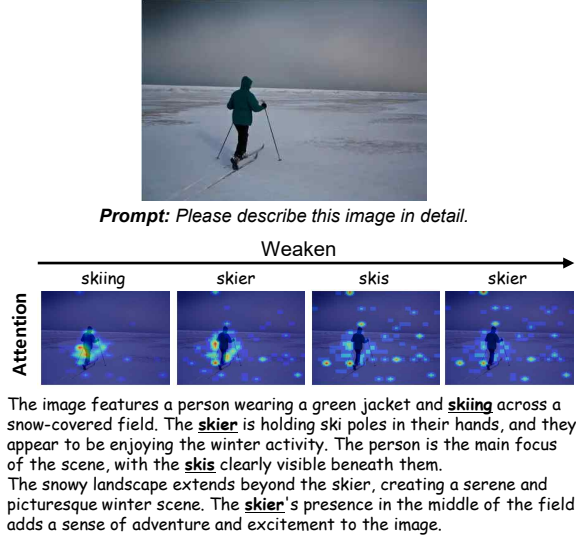 Prompt: Please describe this image in detail.
Weaken
skiing skier skis skier
Attention
The image features a person wearing a green jacket and skiing across a
snow-covered field. The skier is holding ski poles in their hands, and they
appear to be enjoying the winter activity. The person is the main focus
of the scene, with the skis clearly visible beneath them.
The snowy landscape extends beyond the skier, creating a serene and
picturesque winter scene. The skier's presence in the middle of the field
adds a sense of adventure and excitement to the image.